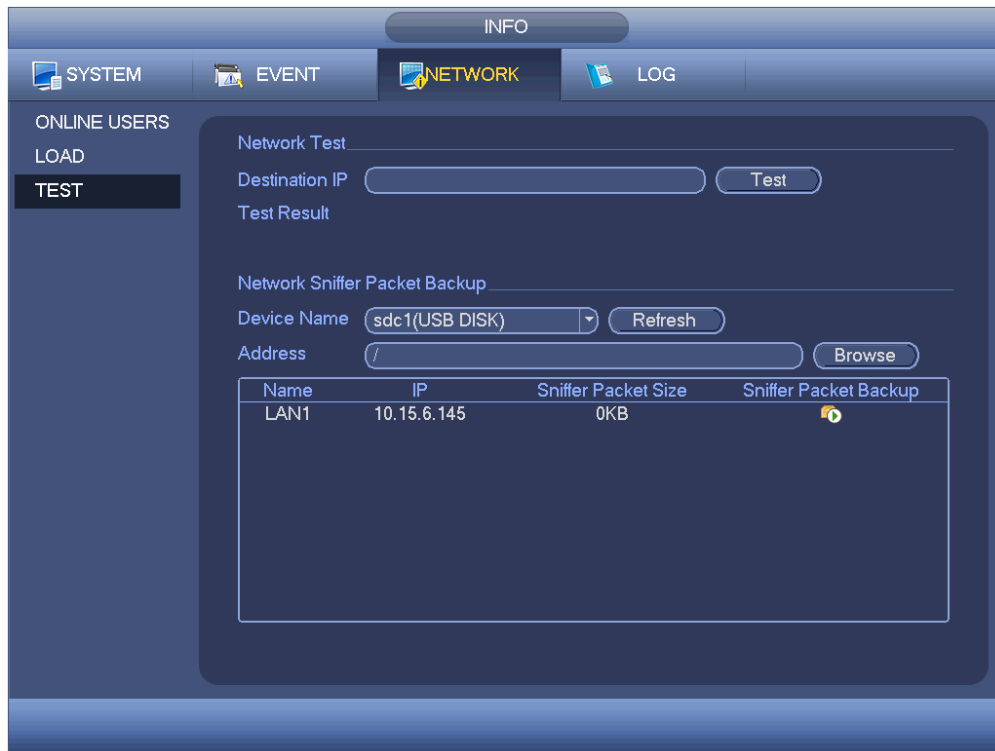 INFO
SYSTEM EVENT NETWORK LOG
ONLINE USERS
LOAD
TEST
Network Test
Destination IP Test
Test Result
Network Sniffer Packet Backup
Device Name sdc1(USB DISK) Refresh
Address / Browse
Name IP Sniffer Packet Size Sniffer Packet Backup
LAN1 10.15.6.145 0KB